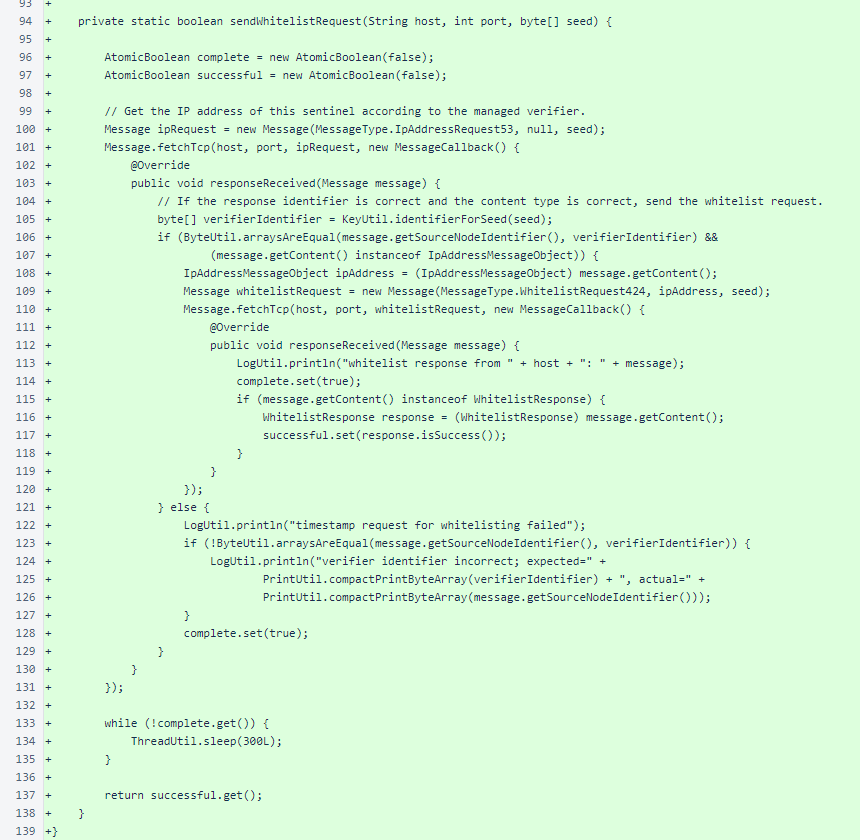 93 +
94 +    private static boolean sendWhitelistRequest(String host, int port, byte[] seed) {
95 +
96 +        AtomicBoolean complete = new AtomicBoolean(false);
97 +        AtomicBoolean successful = new AtomicBoolean(false);
98 +
99 +        // Get the IP address of this sentinel according to the managed verifier.
100 +        Message ipRequest = new Message(MessageType.IpAddressRequest53, null, seed);
101 +        Message.fetchTcp(host, port, ipRequest, new MessageCallback() {
102 +            @Override
103 +            public void responseReceived(Message message) {
104 +                // If the response identifier is correct and the content type is correct, send the whitelist request.
105 +                byte[] verifierIdentifier = KeyUtil.identifierForSeed(seed);
106 +                if (ByteUtil.arraysAreEqual(message.getSourceNodeIdentifier(), verifierIdentifier) &&
107 +                        (message.getContent() instanceof IpAddressMessageObject)) {
108 +                    IpAddressMessageObject ipAddress = (IpAddressMessageObject) message.getContent();
109 +                    Message whitelistRequest = new Message(MessageType.WhitelistRequest424, ipAddress, seed);
110 +                    Message.fetchTcp(host, port, whitelistRequest, new MessageCallback() {
111 +                        @Override
112 +                        public void responseReceived(Message message) {
113 +                            LogUtil.println("whitelist response from " + host + ": " + message);
114 +                            complete.set(true);
115 +                            if (message.getContent() instanceof WhitelistResponse) {
116 +                                WhitelistResponse response = (WhitelistResponse) message.getContent();
117 +                                successful.set(response.isSuccess());
118 +                            }
119 +                        }
120 +                    });
121 +                } else {
122 +                    LogUtil.println("timestamp request for whitelisting failed");
123 +                    if (!ByteUtil.arraysAreEqual(message.getSourceNodeIdentifier(), verifierIdentifier)) {
124 +                        LogUtil.println("verifier identifier incorrect; expected=" +
125 +                                PrintUtil.compactPrintByteArray(verifierIdentifier) + ", actual=" +
126 +                                PrintUtil.compactPrintByteArray(message.getSourceNodeIdentifier()));
127 +                    }
128 +                    complete.set(true);
129 +                }
130 +            }
131 +        });
132 +
133 +        while (!complete.get()) {
134 +            ThreadUtil.sleep(300L);
135 +        }
136 +
137 +        return successful.get();
138 +    }
139 +}